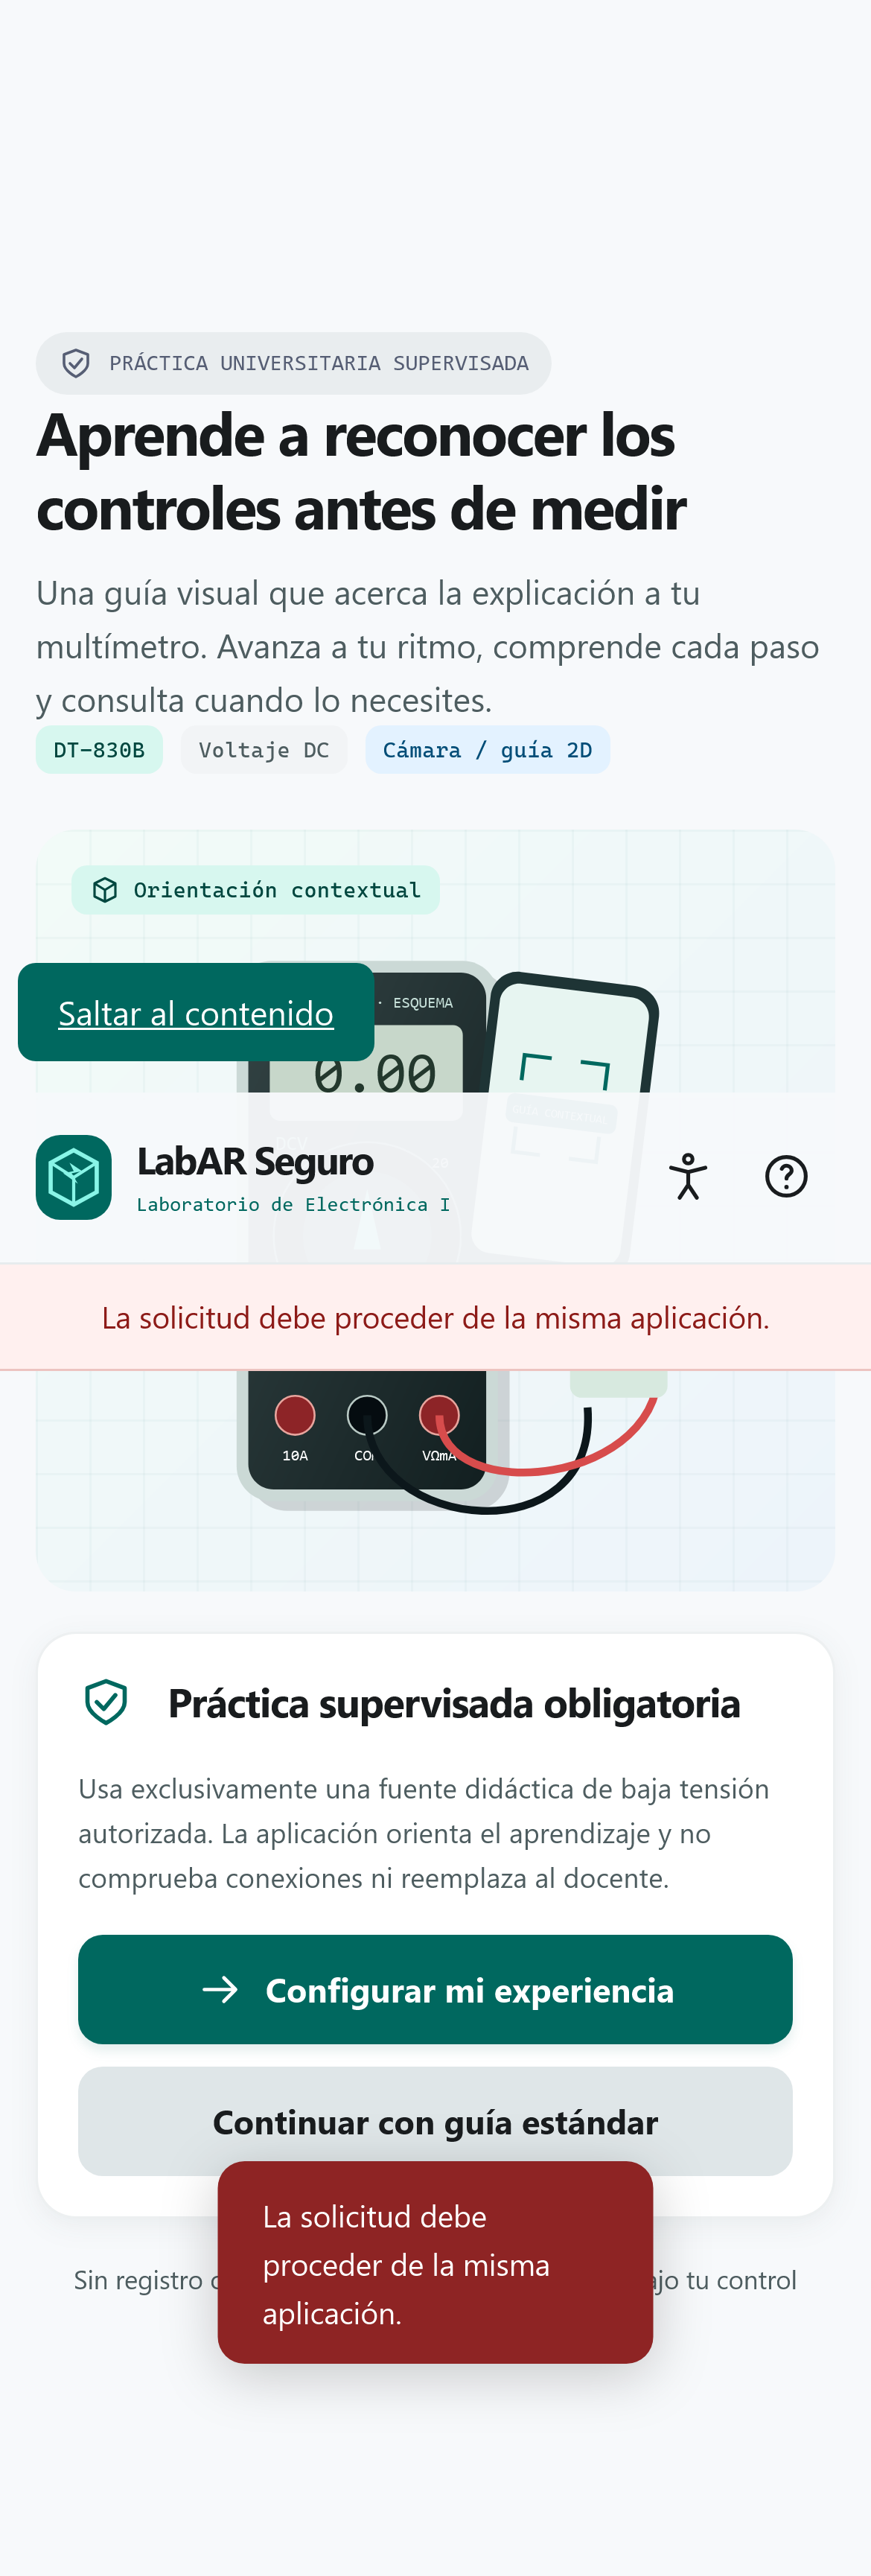 PRÁCTICA UNIVERSITARIA SUPERVISADA
Aprende a reconocer los
controles antes de medir
Una guía visual que acerca la explicación a tu
multímetro. Avanza a tu ritmo, comprende cada paso
y consulta cuando lo necesites.
DT-830B
Voltaje DC
Cámara / guía 2D
Orientación contextual
· ESQUEMA
Saltar al contenido
0.00
GUÍA CONTEXTUAL
LabAR Seguro
Laboratorio de Electrónica I
La solicitud debe proceder de la misma aplicación.
10A
COM
VΩmA
Práctica supervisada obligatoria
Usa exclusivamente una fuente didáctica de baja tensión
autorizada. La aplicación orienta el aprendizaje y no
comprueba conexiones ni reemplaza al docente.
Configurar mi experiencia
Continuar con guía estándar
La solicitud debe
proceder de la misma
aplicación.
Sin registro
tu control